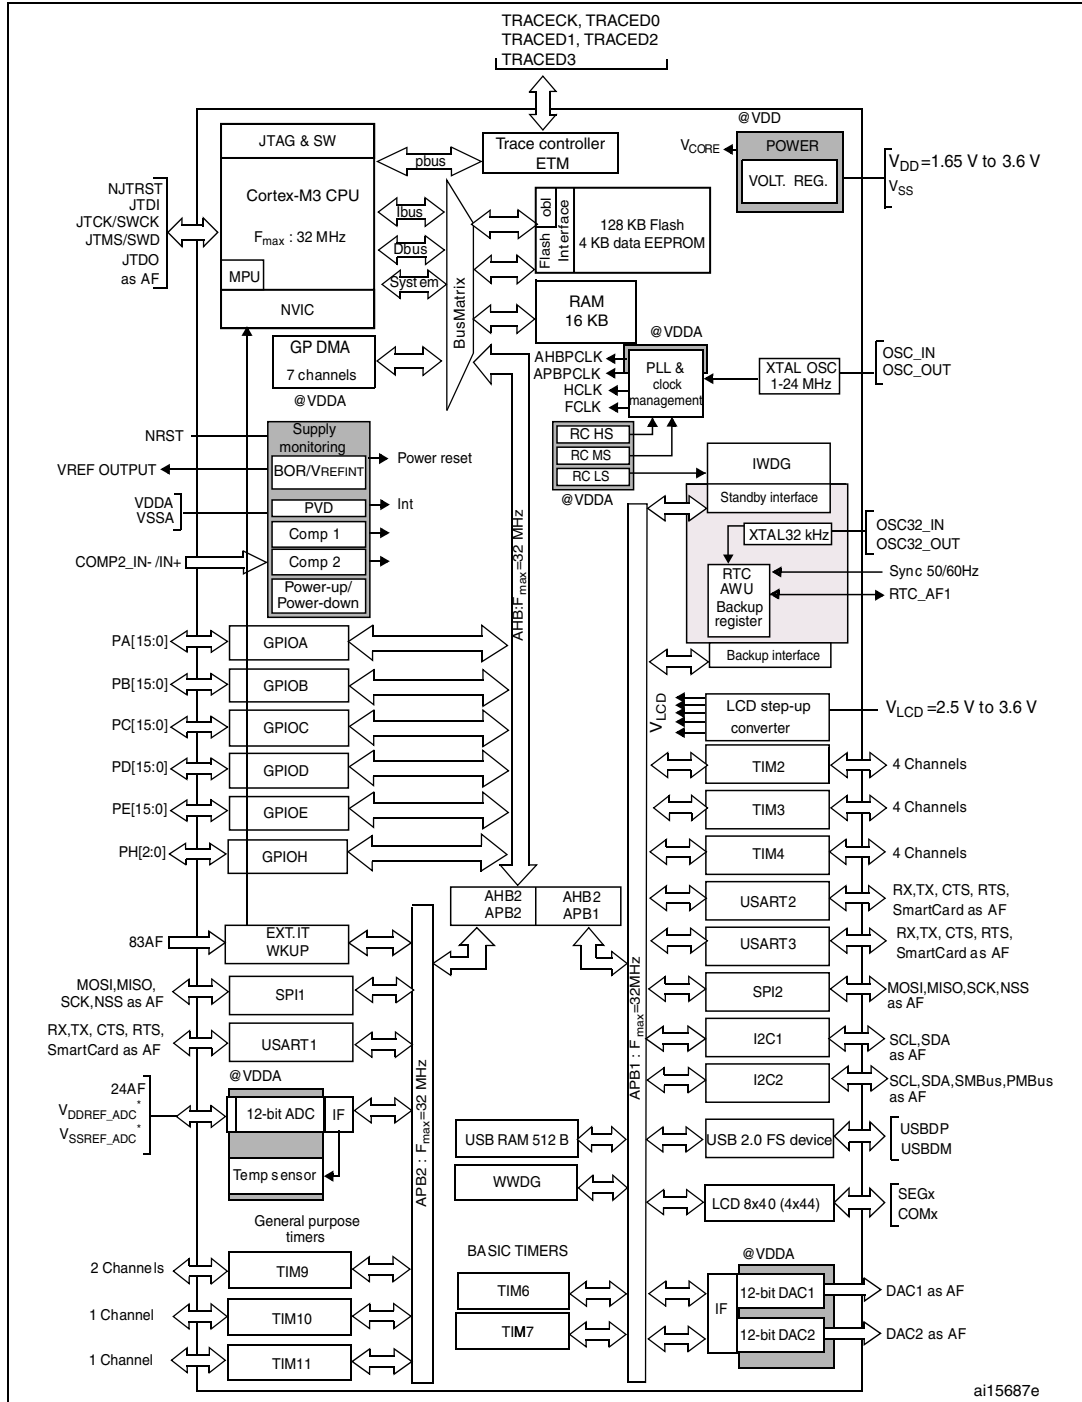 TRACECK, TRACED0
TRACED1, TRACED2
TRACED3
@VDD
JTAG & SW
pbus
Trace controller
ETM
VCORE
POWER
VOLT. REG.
VDD=1.65 V to 3.6 V
VSS
NJTRST
JTDI
JTCK/SWCK
JTMS/SWD
JTDO
as AF
Cortex-M3 CPU
Fmax : 32 MHz
MPU
NVIC
Ibus
Dbus
System
BusMatrix
Flash obl
Interface
128 KB Flash
4 KB data EEPROM
RAM
16 KB
GP DMA
7 channels
@VDDA
AHBPCLK
APBPCLK
HCLK
FCLK
PLL &
clock
management
XTAL OSC
1-24 MHz
OSC_IN
OSC_OUT
@VDDA
NRST
VREF OUTPUT
VDDA
VSSA
COMP2_IN- /IN+
Supply
monitoring
BOR/VREFINT
PVD
Comp 1
Comp 2
Power-up/
Power-down
Power reset
Int
RC HS
RC MS
RC LS
@VDDA
IWDG
Standby interface
XTAL32 kHz
OSC32_IN
OSC32_OUT
RTC
AWU
Backup
register
Sync 50/60Hz
RTC_AF1
Backup interface
AHB:Fmax=32 MHz
PA[15:0]
GPIOA
PB[15:0]
GPIOB
PC[15:0]
GPIOC
PD[15:0]
GPIOD
PE[15:0]
GPIOE
PH[2:0]
GPIOH
VLCD
LCD step-up
converter
VLCD=2.5 V to 3.6 V
TIM2
4 Channels
TIM3
4 Channels
TIM4
4 Channels
AHB2
APB2
AHB2
APB1
USART2
RX,TX, CTS, RTS,
SmartCard as AF
USART3
RX,TX, CTS, RTS,
SmartCard as AF
83AF
EXT.IT
WKUP
MOSI,MISO,
SCK,NSS as AF
SPI1
RX,TX, CTS, RTS,
SmartCard as AF
USART1
APB2 : Fmax=32 MHz
APB1 : Fmax=32MHz
SPI2
MOSI,MISO,SCK,NSS
as AF
I2C1
SCL,SDA
as AF
I2C2
SCL,SDA,SMBus,PMBus
as AF
@VDDA
24AF
VDDREF_ADC*
VSSREF_ADC*
12-bit ADC
IF
Temp sensor
USB RAM 512 B
WWDG
USB 2.0 FS device
USBDP
USBDM
LCD 8x40 (4x44)
SEGx
COMx
General purpose
timers
2 Channels
TIM9
1 Channel
TIM10
1 Channel
TIM11
BASIC TIMERS
TIM6
TIM7
@VDDA
IF
12-bit DAC1
DAC1 as AF
12-bit DAC2
DAC2 as AF
ai15687e